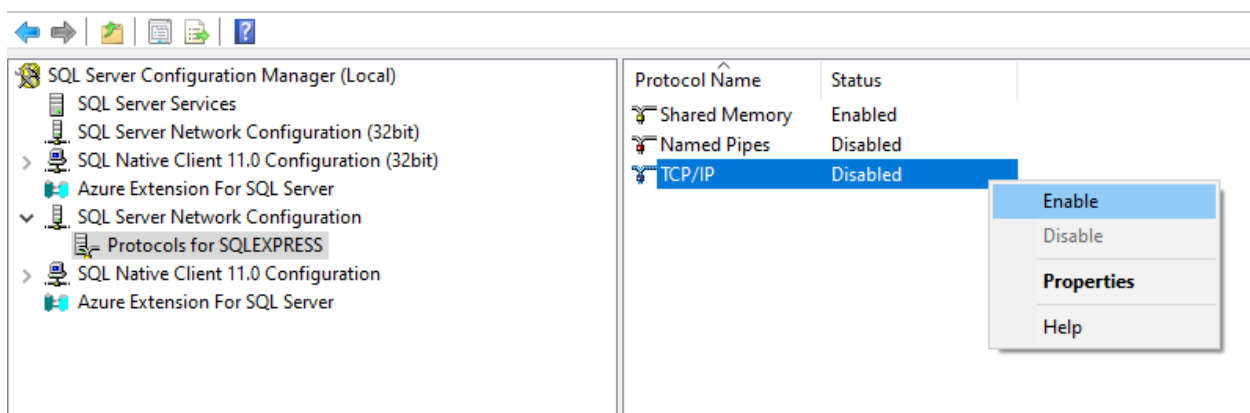 SQL Server Configuration Manager (Local)
SQL Server Services
SQL Server Network Configuration (32bit)
SQL Native Client 11.0 Configuration (32bit)
Azure Extension For SQL Server
SQL Server Network Configuration
Protocols for SQLEXPRESS
SQL Native Client 11.0 Configuration
Azure Extension For SQL Server
Protocol Name Status
Shared Memory Enabled
Named Pipes Disabled
TCP/IP Disabled
Enable
Disable
Properties
Help